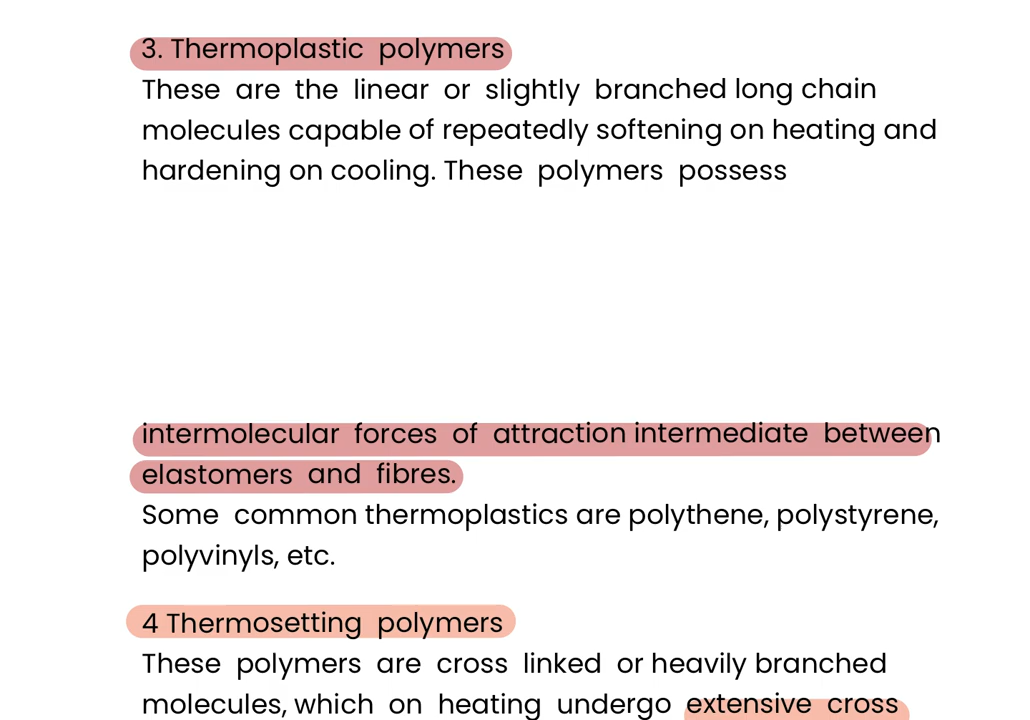 3. Thermoplastic polymers
These are the linear or slightly branched long chain
molecules capable of repeatedly softening on heating and
hardening on cooling. These polymers possess
intermolecular forces of attraction intermediate between
elastomers and fibres.
Some common thermoplastics are polythene, polystyrene,
polyvinyls, etc.
4 Thermosetting polymers
These polymers are cross linked or heavily branched
molecules, which on heating undergo extensive cross